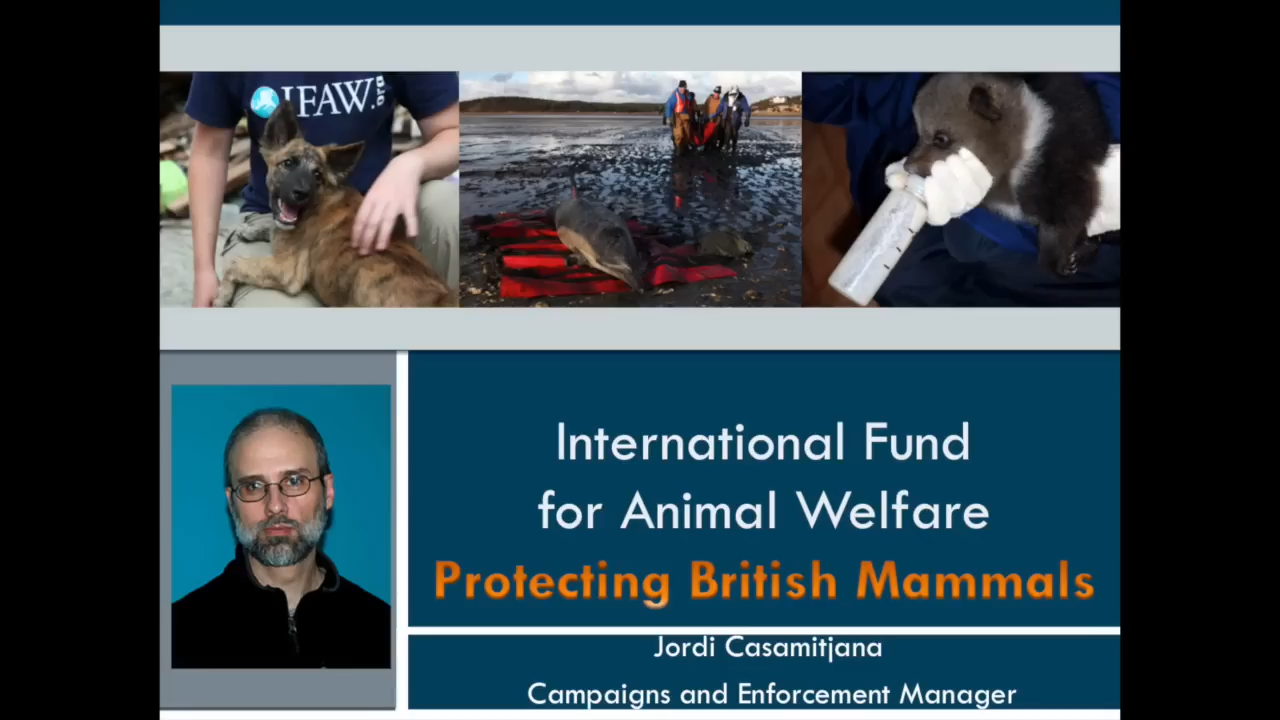 IFAW.org
International Fund
for Animal Welfare
Protecting British Mammals
Jordi Casamitjana
Campaigns and Enforcement Manager